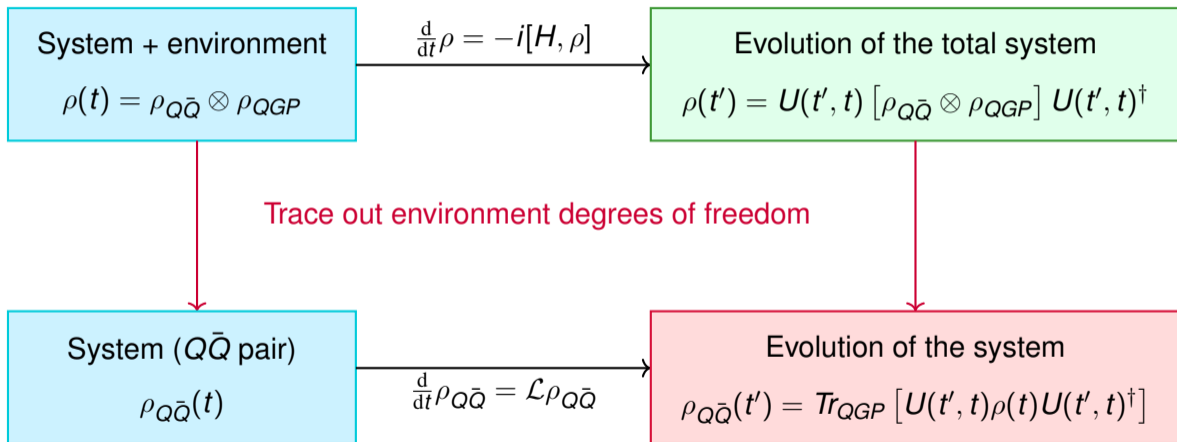 System + environment
ρ(t) = ρ_{QQ̄} ⊗ ρ_{QGP}
d/dt ρ = −i[H, ρ]
Evolution of the total system
ρ(t′) = U(t′, t) [ρ_{QQ̄} ⊗ ρ_{QGP}] U(t′, t)†
Trace out environment degrees of freedom
System (QQ̄ pair)
ρ_{QQ̄}(t)
d/dt ρ_{QQ̄} = ℒρ_{QQ̄}
Evolution of the system
ρ_{QQ̄}(t′) = Tr_{QGP} [U(t′, t)ρ(t)U(t′, t)†]